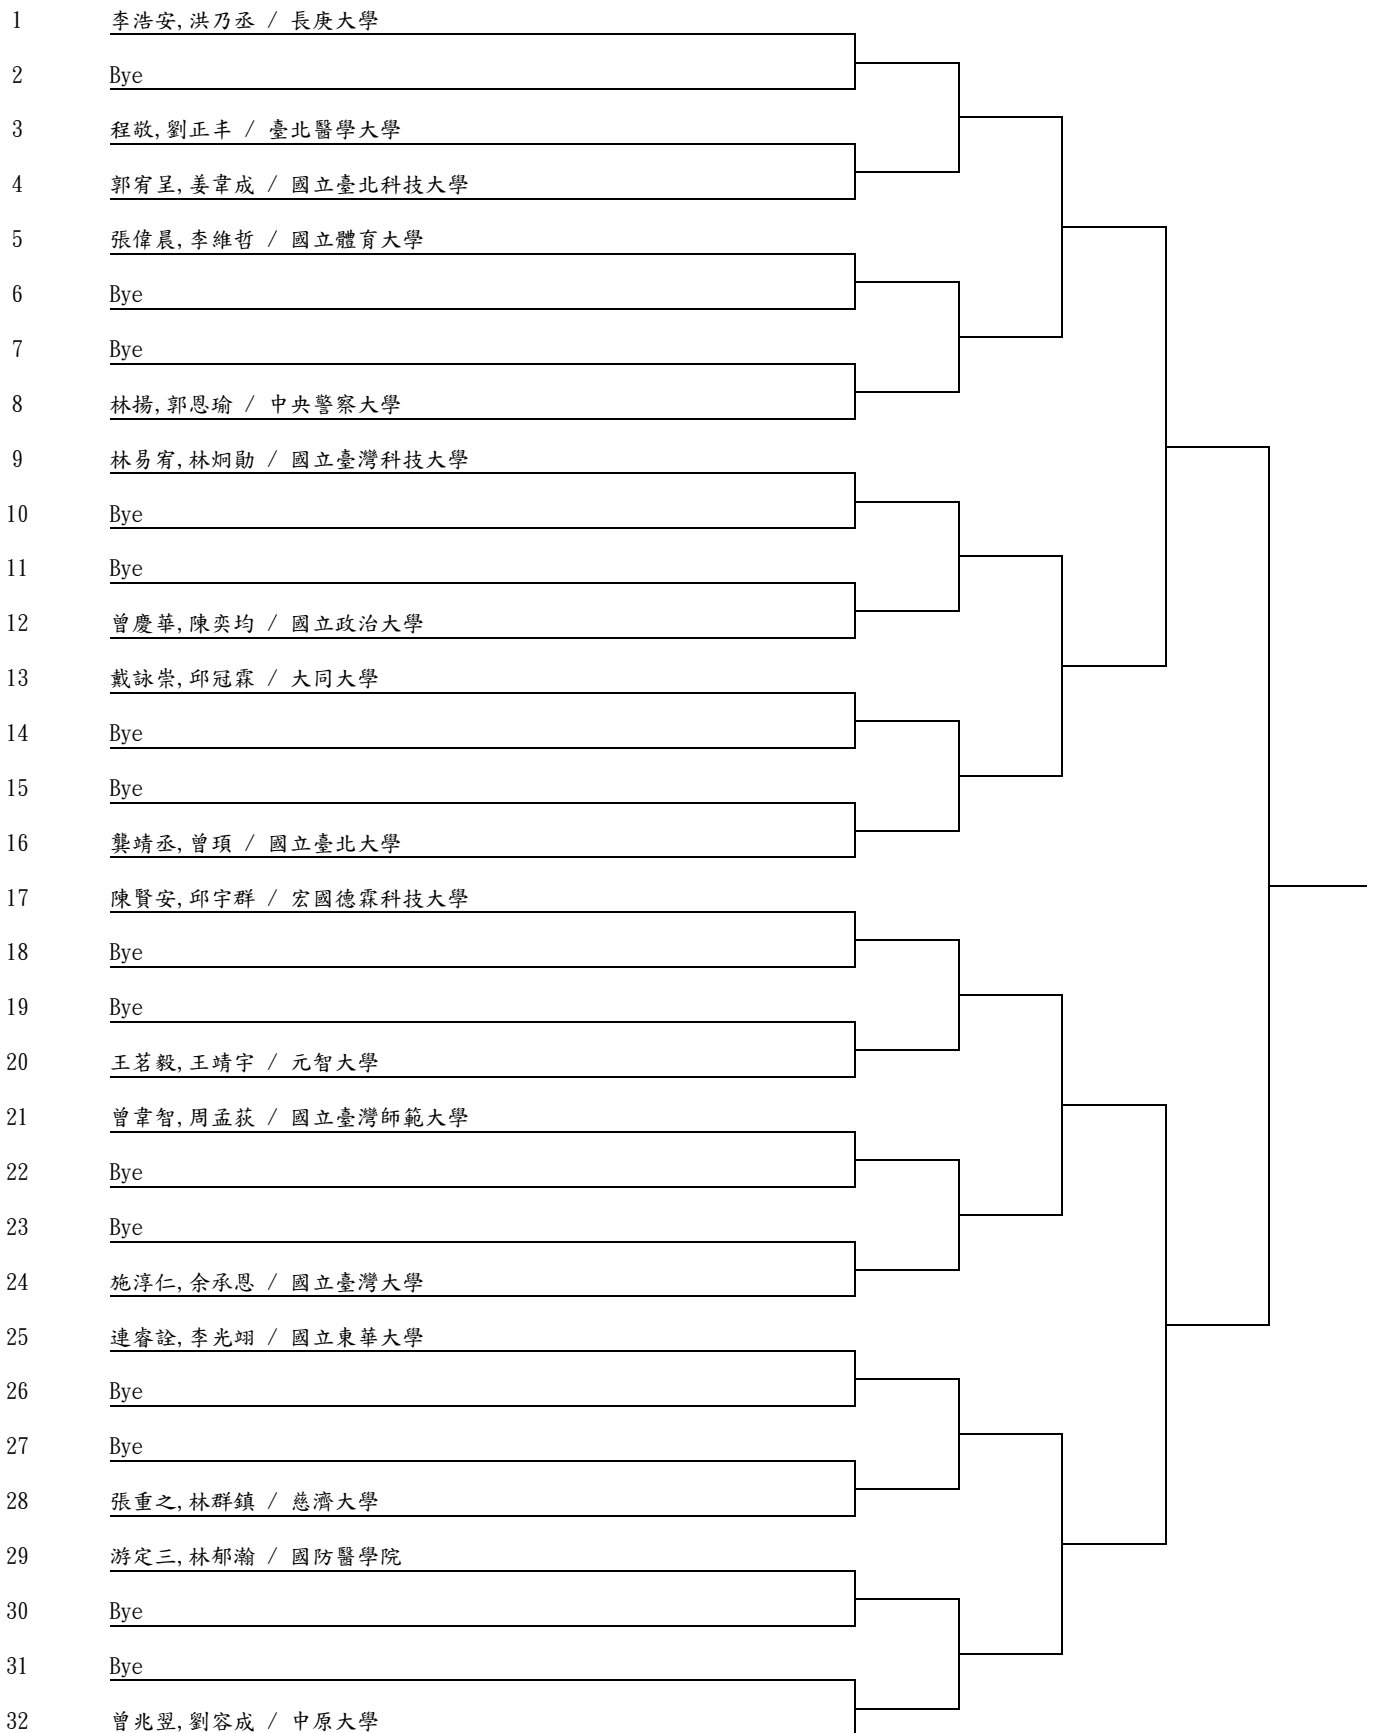 1 李浩安,洪乃丞 / 長庚大學
2 Bye
3 程敬,劉正丰 / 臺北醫學大學
4 郭宥呈,姜韋成 / 國立臺北科技大學
5 張偉晨,李維哲 / 國立體育大學
6 Bye
7 Bye
8 林揚,郭恩瑜 / 中央警察大學
9 林易宥,林炯勛 / 國立臺灣科技大學
10 Bye
11 Bye
12 曾慶華,陳奕均 / 國立政治大學
13 戴詠崇,邱冠霖 / 大同大學
14 Bye
15 Bye
16 龔靖丞,曾頊 / 國立臺北大學
17 陳賢安,邱宇群 / 宏國德霖科技大學
18 Bye
19 Bye
20 王茗毅,王靖宇 / 元智大學
21 曾韋智,周孟荻 / 國立臺灣師範大學
22 Bye
23 Bye
24 施淳仁,余承恩 / 國立臺灣大學
25 連睿詮,李光翊 / 國立東華大學
26 Bye
27 Bye
28 張重之,林群鎮 / 慈濟大學
29 游定三,林郁瀚 / 國防醫學院
30 Bye
31 Bye
32 曾兆翌,劉容成 / 中原大學